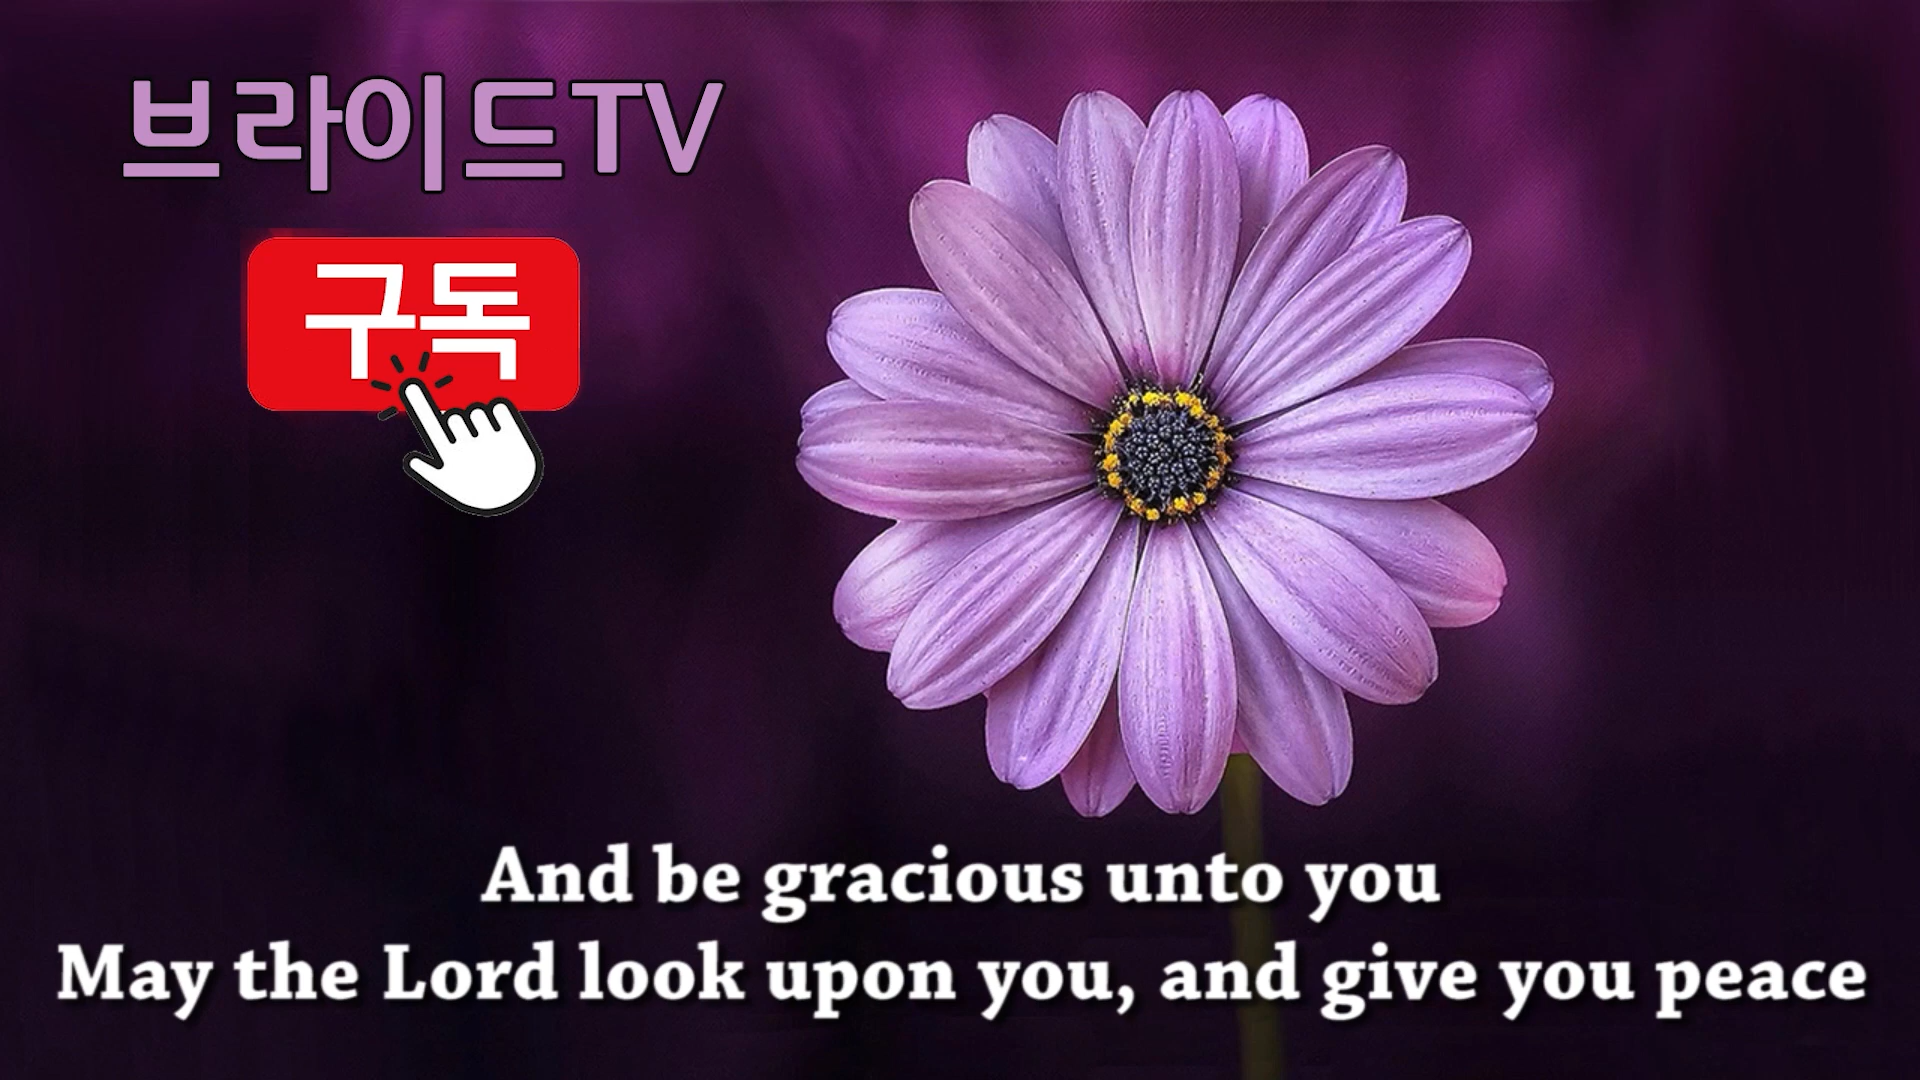 브라이드TV
구독
And be gracious unto you
May the Lord look upon you, and give you peace